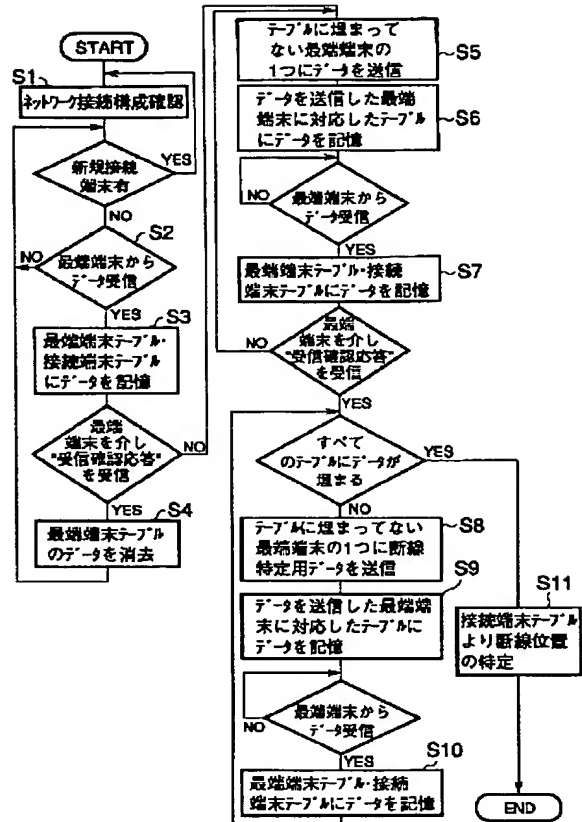 START
S1
ネットワーク接続構成確認
新規接続
端末有
YES
NO
S2
NO
最端端末から
データ受信
YES
S3
最端端末テーブル・
接続端末テーブル
にデータを記憶
最端
端末を介し
"受信確認応答"
を受信
NO
YES
S4
最端端末テーブル
のデータを消去
テーブルに埋まって
ない最端端末の
1つにデータを送信
S5
データを送信した最端
端末に対応したテーブル
にデータを記憶
S6
最端端末から
データ受信
NO
YES
最端端末テーブル・接続
端末テーブルにデータを記憶
S7
最端
端末を介し
"受信確認応答"
を受信
NO
YES
すべて
のテーブルにデータが
埋まる
YES
NO
テーブルに埋まってない
最端端末の1つに断線
特定用データを送信
S8
データを送信した最端端
末に対応したテーブルに
データを記憶
S9
最端端末から
データ受信
NO
YES
S10
最端端末テーブル・接続
端末テーブルにデータを記憶
S11
接続端末テーブル
より断線位置
の特定
END